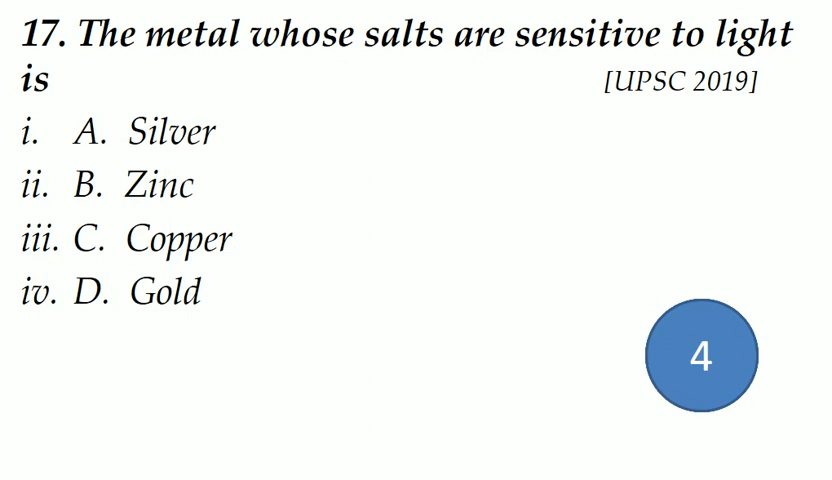 17. The metal whose salts are sensitive to light
is [UPSC 2019]
i. A. Silver
ii. B. Zinc
iii. C. Copper
iv. D. Gold
4